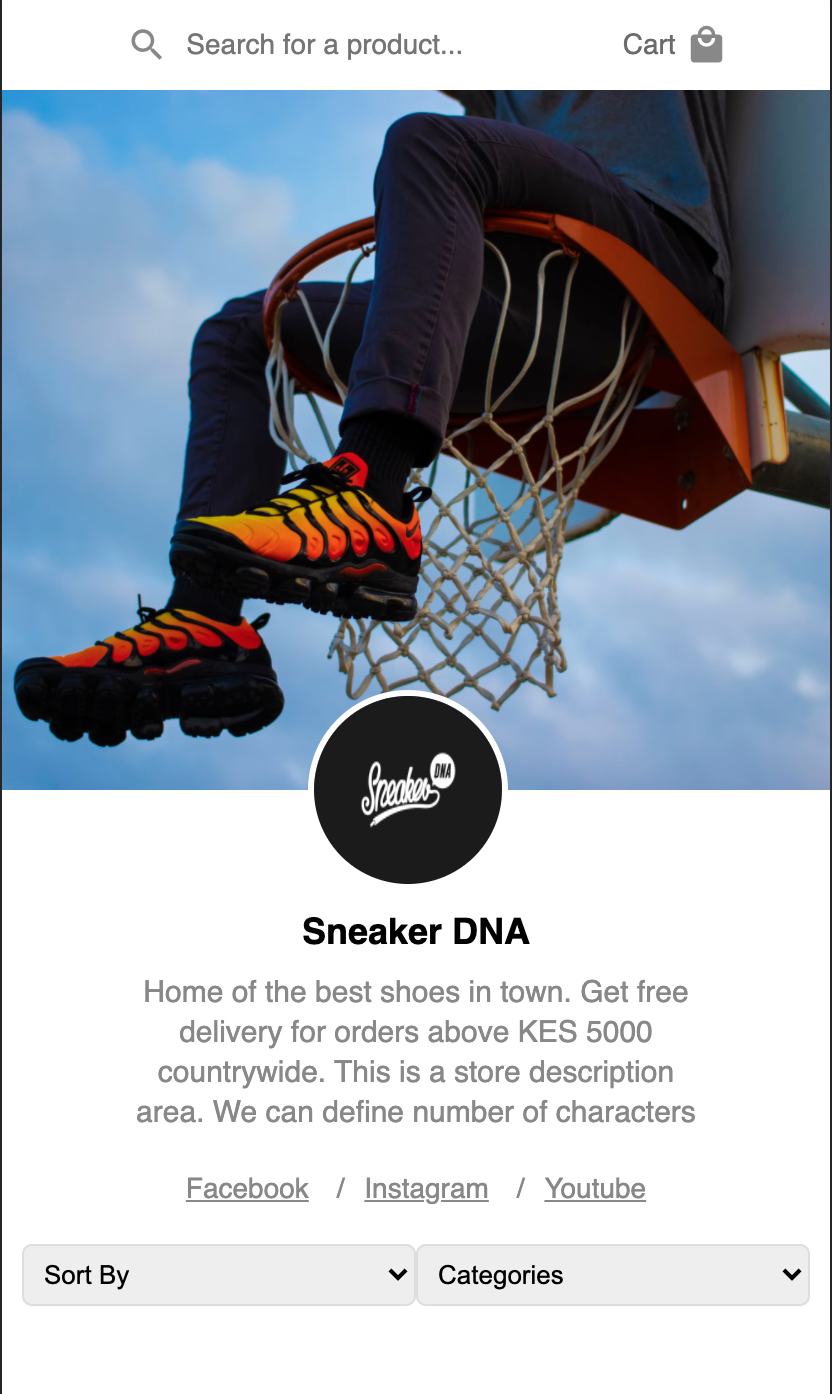 Search for a product...
Cart
Sneaker DNA
Sneaker DNA
Home of the best shoes in town. Get free
delivery for orders above KES 5000
countrywide. This is a store description
area. We can define number of characters
Facebook / Instagram / Youtube
Sort By
Categories